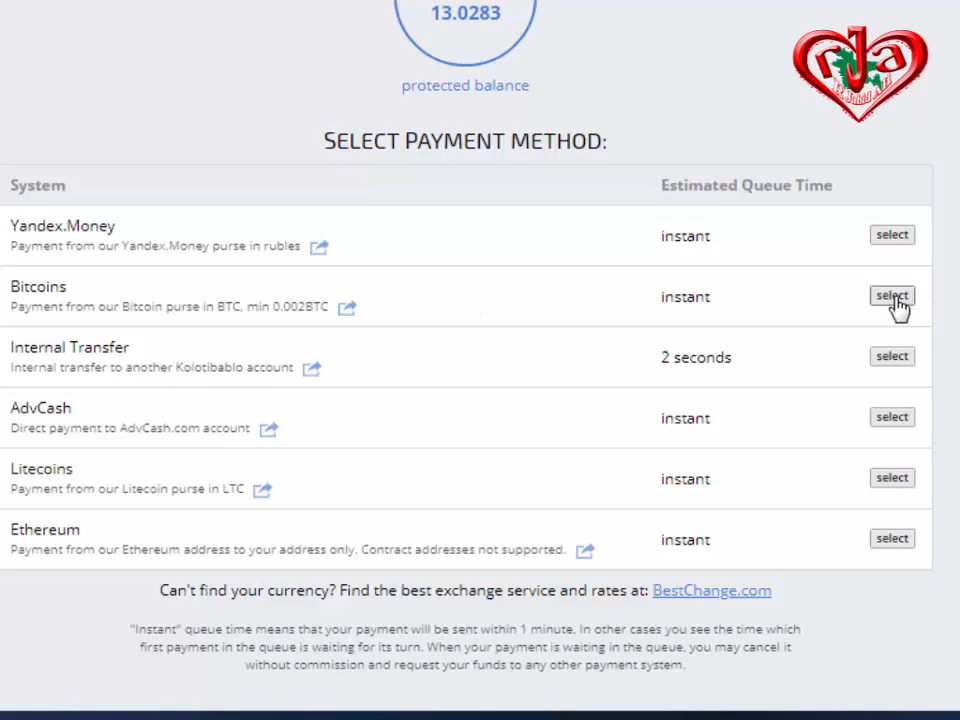 13.0283
protected balance
rJa
R Jahid Ali
SELECT PAYMENT METHOD:
System Estimated Queue Time
Yandex.Money
Payment from our Yandex.Money purse in rubles
instant select
Bitcoins
Payment from our Bitcoin purse in BTC, min 0.002BTC
instant select
Internal Transfer
Internal transfer to another Kolotibablo account
2 seconds select
AdvCash
Direct payment to AdvCash.com account
instant select
Litecoins
Payment from our Litecoin purse in LTC
instant select
Ethereum
Payment from our Ethereum address to your address only. Contract addresses not supported.
instant select
Can't find your currency? Find the best exchange service and rates at: BestChange.com
"Instant" queue time means that your payment will be sent within 1 minute. In other cases you see the time which
first payment in the queue is waiting for its turn. When your payment is waiting in the queue, you may cancel it
without commission and request your funds to any other payment system.